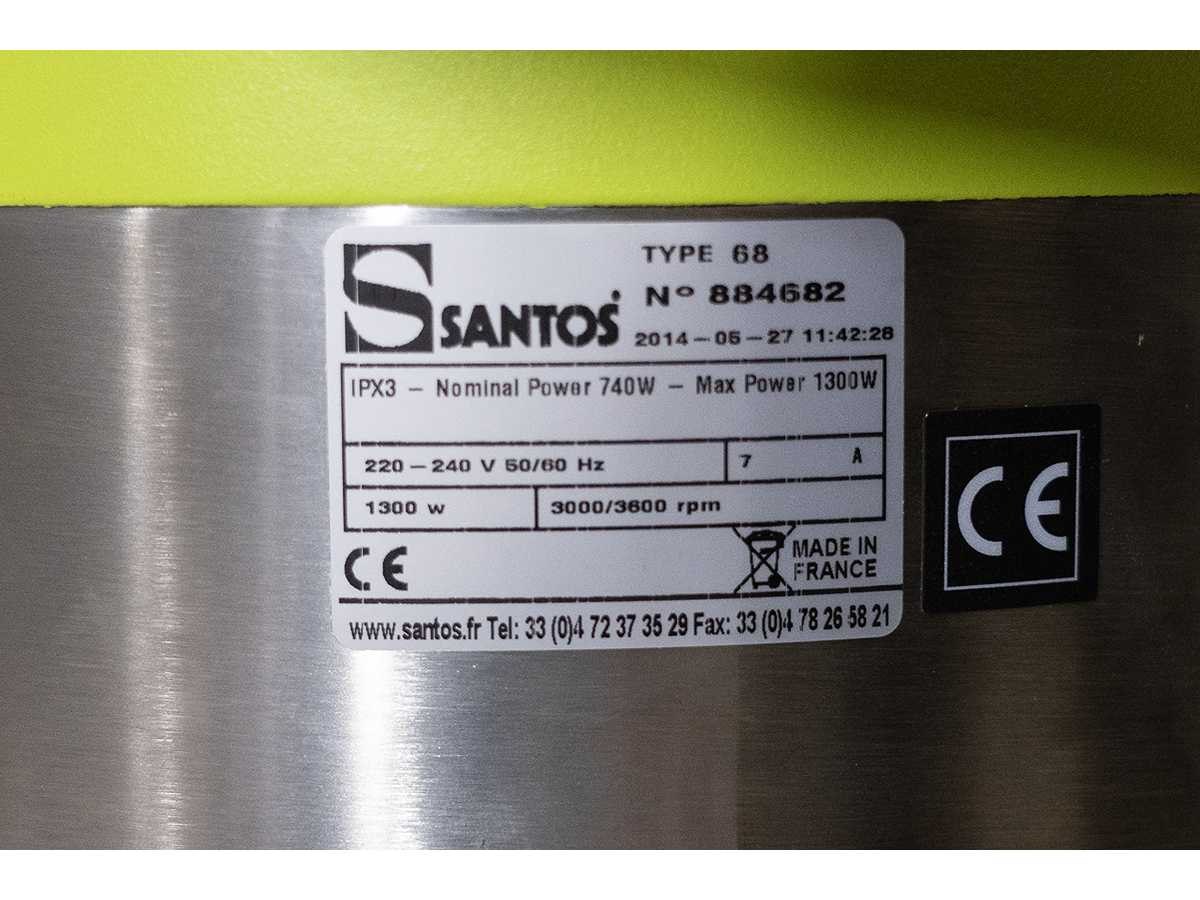 SANTOS
TYPE 68
Nº 884682
2014-05-27 11:42:28
IPX3 - Nominal Power 740W - Max Power 1300W
220-240 V 50/60 Hz
7 A
1300 w
3000/3600 rpm
CE
MADE IN
FRANCE
www.santos.fr Tel: 33 (0)4 72 37 35 29 Fax: 33 (0)4 78 26 58 21
CE